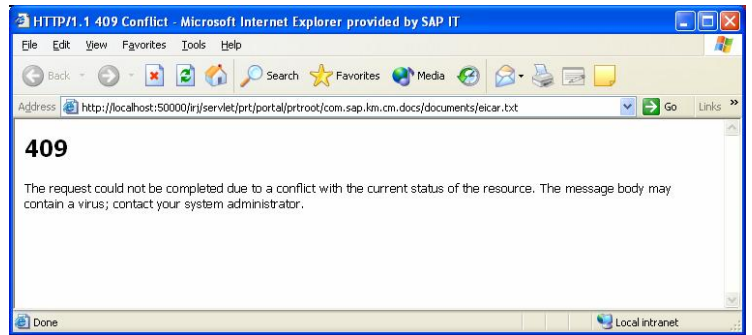 HTTP/1.1 409 Conflict - Microsoft Internet Explorer provided by SAP IT
File Edit View Favorites Tools Help
Back Search Favorites Media
Address http://localhost:50000/irj/servlet/prt/portal/prtroot/com.sap.km.cm.docs/documents/eicar.txt Go Links »
409
The request could not be completed due to a conflict with the current status of the resource. The message body may
contain a virus; contact your system administrator.
Done Local intranet